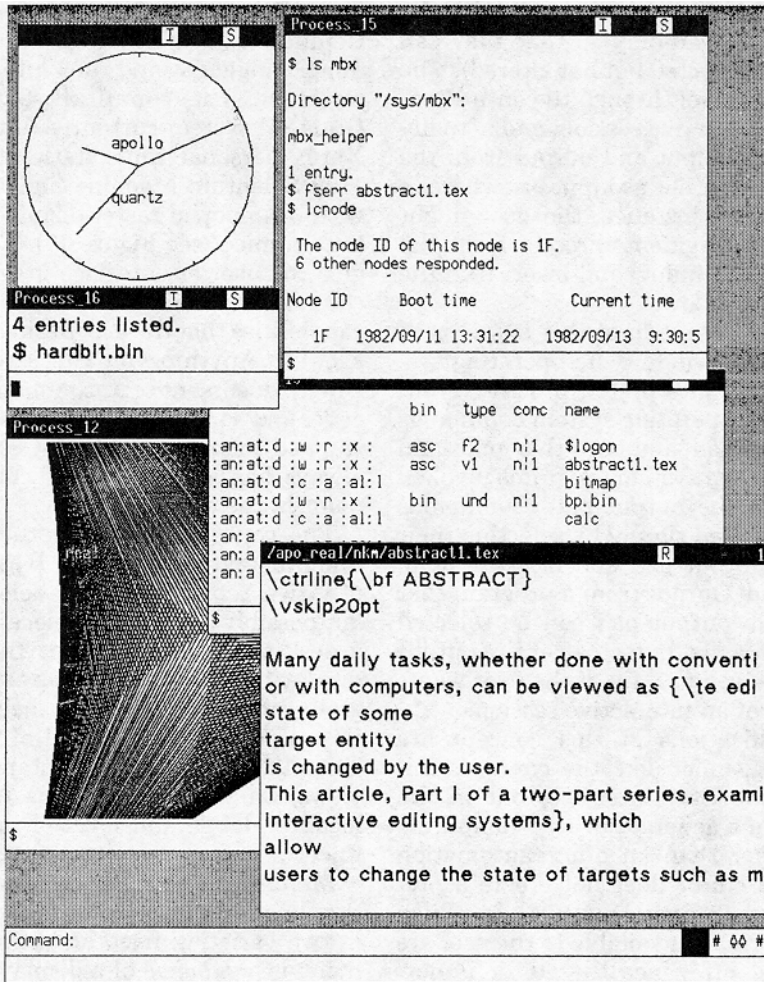 I S
apollo
quartz
Process_15 I S
$ ls mbx
Directory "/sys/mbx":
mbx_helper
1 entry.
$ fserr abstract1.tex
$ lcnode
The node ID of this node is 1F.
6 other nodes responded.
Node ID Boot time Current time
1F 1982/09/11 13:31:22 1982/09/13 9:30:5
$
Process_16 I S
4 entries listed.
$ hardbit.bin
bin type conc name
:an:at:d :w :r :x : asc f2 n¦1 $logon
:an:at:d :w :r :x : asc v1 n¦1 abstract1.tex
:an:at:d :c :a :al:l bitmap
:an:at:d :w :r :x : bin und n¦1 bp.bin
:an:at:d :c :a :al:l calc
:an:a
:an:a
:an:a
$
Process_12
real
$
/apo_real/nkm/abstract1.tex R 1
\ctrline{\bf ABSTRACT}
\vskip20pt
Many daily tasks, whether done with conventi
or with computers, can be viewed as {\te edi
state of some
target entity
is changed by the user.
This article, Part I of a two-part series, exami
interactive editing systems}, which
allow
users to change the state of targets such as m
Command: # ◊◊ #